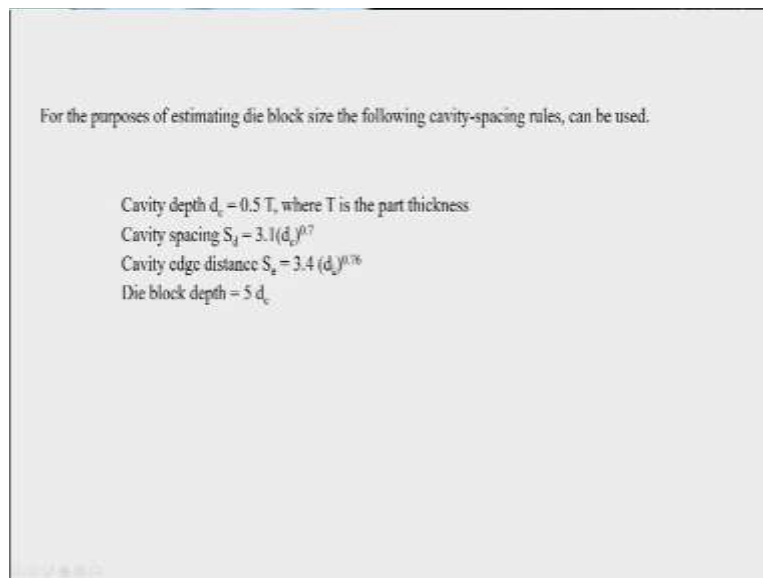 For the purposes of estimating die block size the following cavity-spacing rules, can be used.
Cavity depth d_c = 0.5 T, where T is the part thickness
Cavity spacing S_d = 3.1(d_c)^0.7
Cavity edge distance S_e = 3.4 (d_c)^0.76
Die block depth = 5 d_c